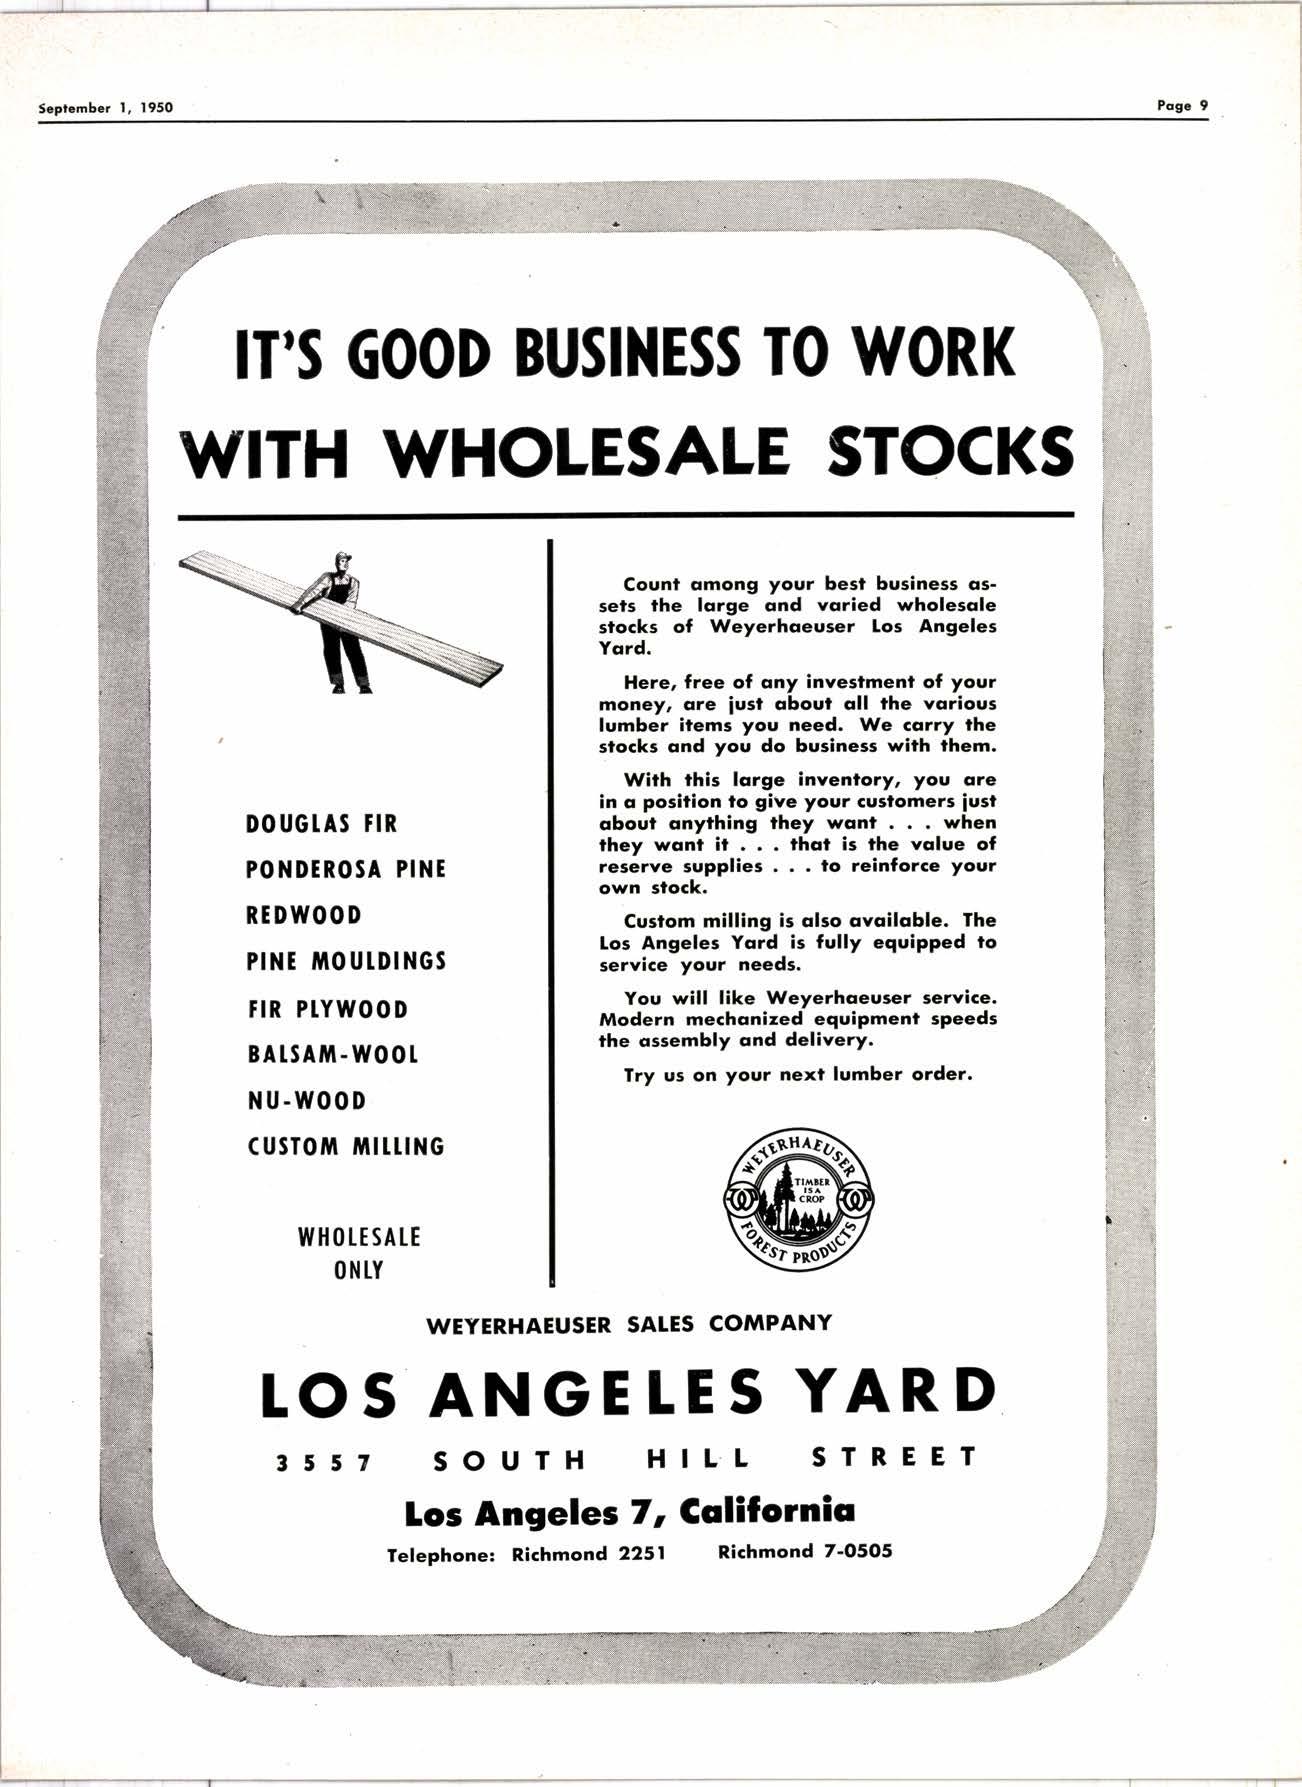 September 1, 1950
Page 9
IT'S GOOD BUSINESS TO WORK
WITH WHOLESALE STOCKS
DOUGLAS FIR
PONDEROSA PINE
REDWOOD
PINE MOULDINGS
FIR PLYWOOD
BALSAM-WOOL
NU-WOOD
CUSTOM MILLING
WHOLESALE
ONLY
Count among your best business as-
sets the large and varied wholesale
stocks of Weyerhaeuser Los Angeles
Yard.
Here, free of any investment of your
money, are just about all the various
lumber items you need. We carry the
stocks and you do business with them.
With this large inventory, you are
in a position to give your customers just
about anything they want . . . when
they want it . . . that is the value of
reserve supplies . . . to reinforce your
own stock.
Custom milling is also available. The
Los Angeles Yard is fully equipped to
service your needs.
You will like Weyerhaeuser service.
Modern mechanized equipment speeds
the assembly and delivery.
Try us on your next lumber order.
WEYERHAEUSER
TIMBER
IS A
CROP
W W
FOREST PRODUCTS
WEYERHAEUSER SALES COMPANY
LOS ANGELES YARD
3557 SOUTH HILL STREET
Los Angeles 7, California
Telephone: Richmond 2251 Richmond 7-0505